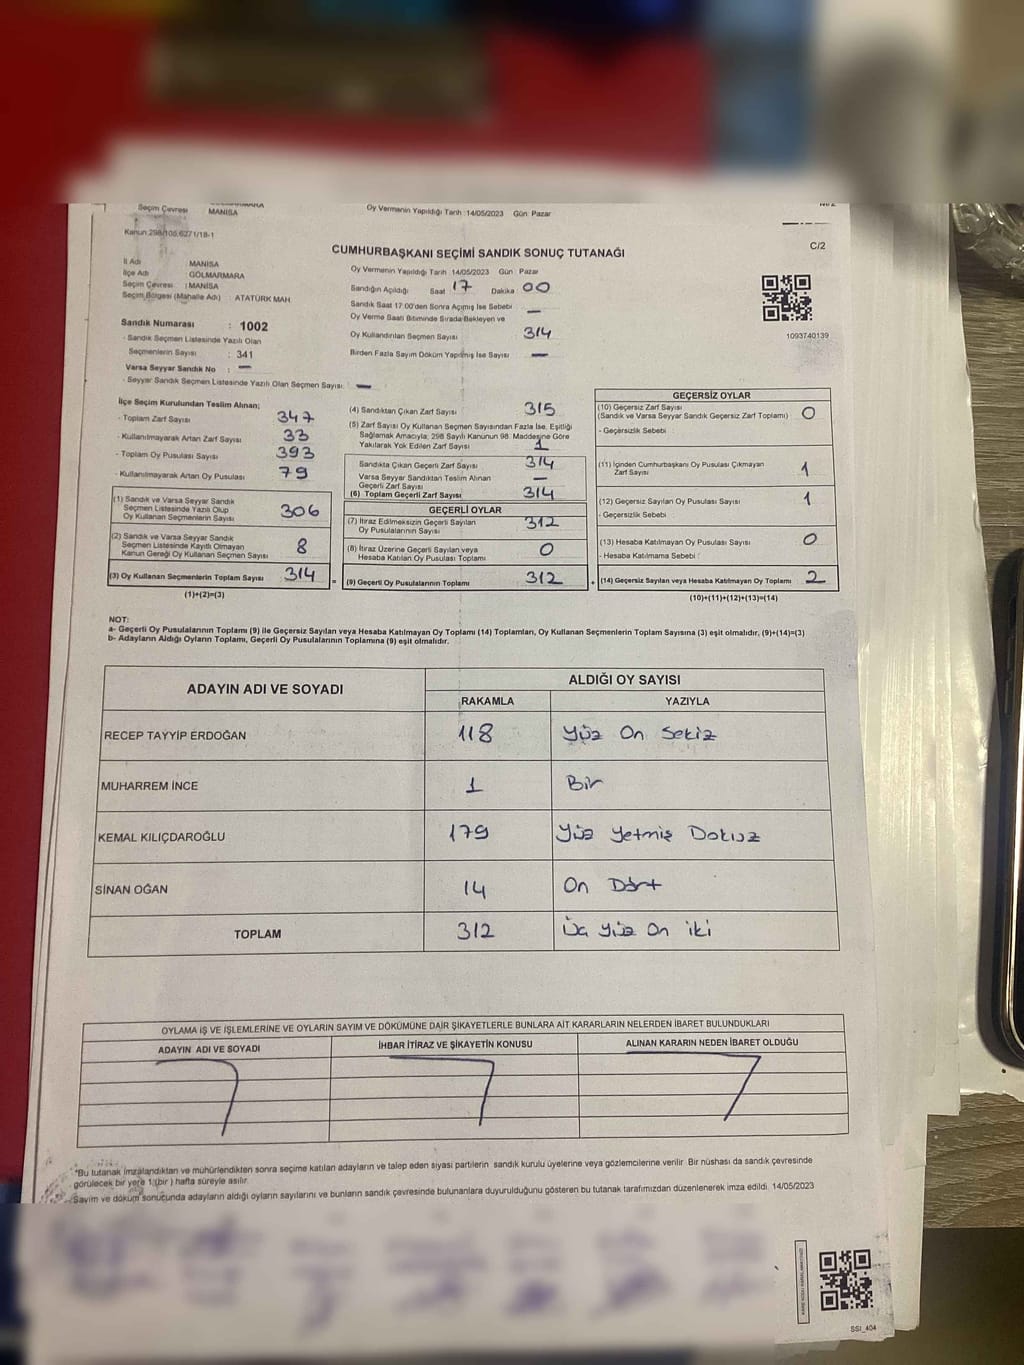 Seçim Çevresi MANİSA
Oy Vermenin Yapıldığı Tarih :14/05/2023 Gün: Pazar
Kanun:298/105,6271/18-1
C/2
CUMHURBAŞKANI SEÇİMİ SANDIK SONUÇ TUTANAĞI
İl Adı : MANİSA
İlçe Adı : GÖLMARMARA
Seçim Çevresi : MANİSA
Seçim Bölgesi (Mahalle Adı) : ATATÜRK MAH.
Oy Vermenin Yapıldığı Tarih :14/05/2023 Gün : Pazar
Sandığın Açıldığı Saat 17 Dakika 00
Sandık Saat 17:00'den Sonra Açmış İse Sebebi —
Oy Verme Saati Bitiminde Sırada Bekleyen ve
Oy Kullandırılan Seçmen Sayısı 314
Birden Fazla Sayım Döküm Yapılmış İse Sayısı —
1093740139
Sandık Numarası : 1002
- Sandık Seçmen Listesinde Yazılı Olan
Seçmenlerin Sayısı : 341
Varsa Seyyar Sandık No : —
- Seyyar Sandık Seçmen Listesinde Yazılı Olan Seçmen Sayısı: —
İlçe Seçim Kurulundan Teslim Alınan;
- Toplam Zarf Sayısı 347
- Kullanılmayarak Artan Zarf Sayısı 33
- Toplam Oy Pusulası Sayısı 393
- Kullanılmayarak Artan Oy Pusulası 79
(1) Sandık ve Varsa Seyyar Sandık
Seçmen Listesinde Yazılı Olup
Oy Kullanan Seçmenlerin Sayısı 306
(2) Sandık ve Varsa Seyyar Sandık
Seçmen Listesinde Kayıtlı Olmayan
Kanun Gereği Oy Kullanan Seçmen Sayısı 8
(3) Oy Kullanan Seçmenlerin Toplam Sayısı 314
(1)+(2)=(3)
(4) Sandıktan Çıkan Zarf Sayısı 315
(5) Zarf Sayısı Oy Kullanan Seçmen Sayısından Fazla İse, Eşitliği
Sağlamak Amacıyla, 298 Sayılı Kanunun 98. Maddesine Göre
Yakılarak Yok Edilen Zarf Sayısı 1
Sandıkta Çıkan Geçerli Zarf Sayısı 314
Varsa Seyyar Sandıktan Teslim Alınan
Geçerli Zarf Sayısı —
(6) Toplam Geçerli Zarf Sayısı 314
GEÇERLİ OYLAR
(7) İtiraz Edilmeksizin Geçerli Sayılan
Oy Pusulalarının Sayısı 312
(8) İtiraz Üzerine Geçerli Sayılan veya
Hesaba Katılan Oy Pusulası Toplamı 0
= (9) Geçerli Oy Pusulalarının Toplamı 312
GEÇERSİZ OYLAR
(10) Geçersiz Zarf Sayısı
(Sandık ve Varsa Seyyar Sandık Geçersiz Zarf Toplamı) 0
- Geçersizlik Sebebi :
(11) İçinden Cumhurbaşkanı Oy Pusulası Çıkmayan
Zarf Sayısı 1
(12) Geçersiz Sayılan Oy Pusulası Sayısı 1
- Geçersizlik Sebebi :
(13) Hesaba Katılmayan Oy Pusulası Sayısı 0
- Hesaba Katılmama Sebebi :
+ (14) Geçersiz Sayılan veya Hesaba Katılmayan Oy Toplamı 2
(10)+(11)+(12)+(13)=(14)
NOT:
a- Geçerli Oy Pusulalarının Toplamı (9) ile Geçersiz Sayılan veya Hesaba Katılmayan Oy Toplamı (14) Toplamları, Oy Kullanan Seçmenlerin Toplam Sayısına (3) eşit olmalıdır, (9)+(14)=(3)
b- Adayların Aldığı Oyların Toplamı, Geçerli Oy Pusulalarının Toplamına (9) eşit olmalıdır.
ADAYIN ADI VE SOYADI ALDIĞI OY SAYISI
RAKAMLA YAZIYLA
RECEP TAYYİP ERDOĞAN 118 Yüz On Sekiz
MUHARREM İNCE 1 Bir
KEMAL KILIÇDAROĞLU 179 Yüz Yetmiş Dokuz
SİNAN OĞAN 14 On Dört
TOPLAM 312 Üç Yüz On iki
OYLAMA İŞ VE İŞLEMLERİNE VE OYLARIN SAYIM VE DÖKÜMÜNE DAİR ŞİKAYETLERLE BUNLARA AİT KARARLARIN NELERDEN İBARET BULUNDUKLARI
ADAYIN ADI VE SOYADI İHBAR İTİRAZ VE ŞİKAYETİN KONUSU ALINAN KARARIN NEDEN İBARET OLDUĞU
*Bu tutanak imzalandıktan ve mühürlendikten sonra seçime katılan adayların ve talep eden siyasi partilerin sandık kurulu üyelerine veya gözlemcilerine verilir. Bir nüshası da sandık çevresinde
görülecek bir yere 1 (bir ) hafta süreyle asılır.
Sayım ve döküm sonucunda adayların aldığı oyların sayılarını ve bunların sandık çevresinde bulunanlara duyurulduğunu gösteren bu tutanak tarafımızdan düzenlenerek imza edildi. 14/05/2023
SSI_404